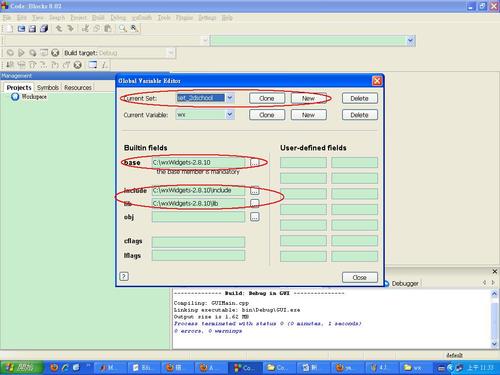 Code::Blocks 8.02
File Edit View Search Project Build Debug wxSmith Tools Plugins Settings Help
Build target: Debug
Management
Projects Symbols Resources
Workspace
Global Variable Editor
Current Set: set_2dschool Clone New Delete
Current Variable: wx Clone New Delete
Builtin fields User-defined fields
base C:\wxWidgets-2.8.10 ...
the base member is mandatory
include C:\wxWidgets-2.8.10\include ...
lib C:\wxWidgets-2.8.10\lib ...
obj ...
cflags
lflags
? Close
Debugger
-------------- Build: Debug in GUI ---------------
Compiling: GUIMain.cpp
Linking executable: bin\Debug\GUI.exe
Output size is 1.62 MB
Process terminated with status 0 (0 minutes, 1 seconds)
0 errors, 0 warnings
default
開始 上午 11:33